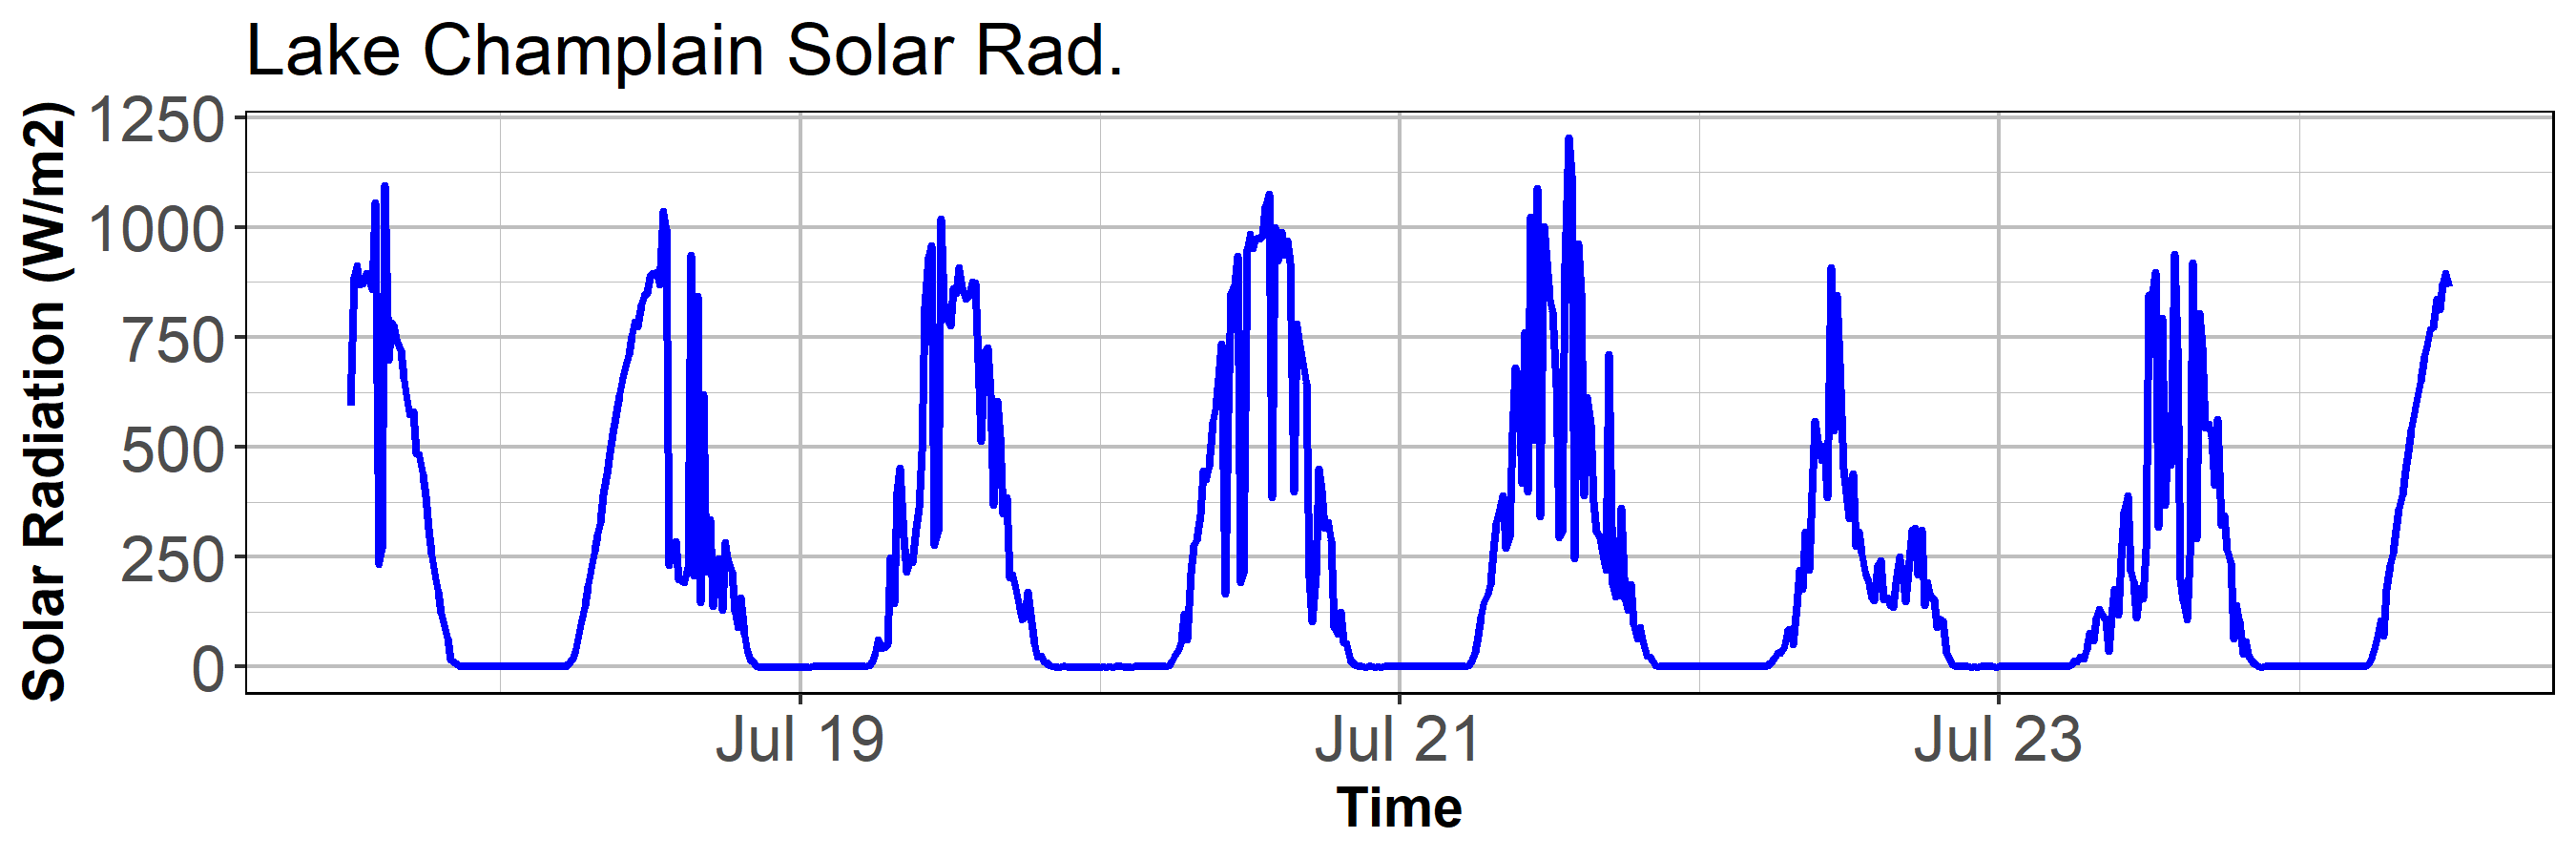 Lake Champlain Solar Rad.
Solar Radiation (W/m2)
1250
1000
750
500
250
0
Jul 19 Jul 21 Jul 23
Time